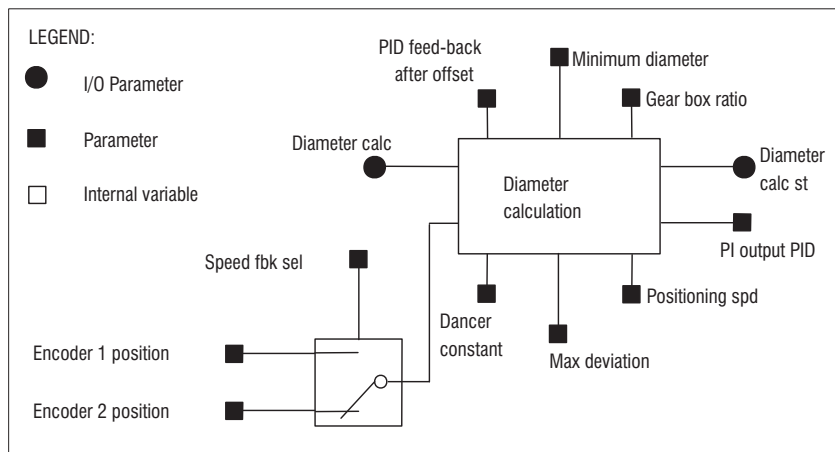 LEGEND:
I/O Parameter
Parameter
Internal variable
PID feed-back
after offset
Minimum diameter
Gear box ratio
Diameter calc
Diameter
calculation
Diameter
calc st
PI output PID
Speed fbk sel
Positioning spd
Dancer
constant
Max deviation
Encoder 1 position
Encoder 2 position